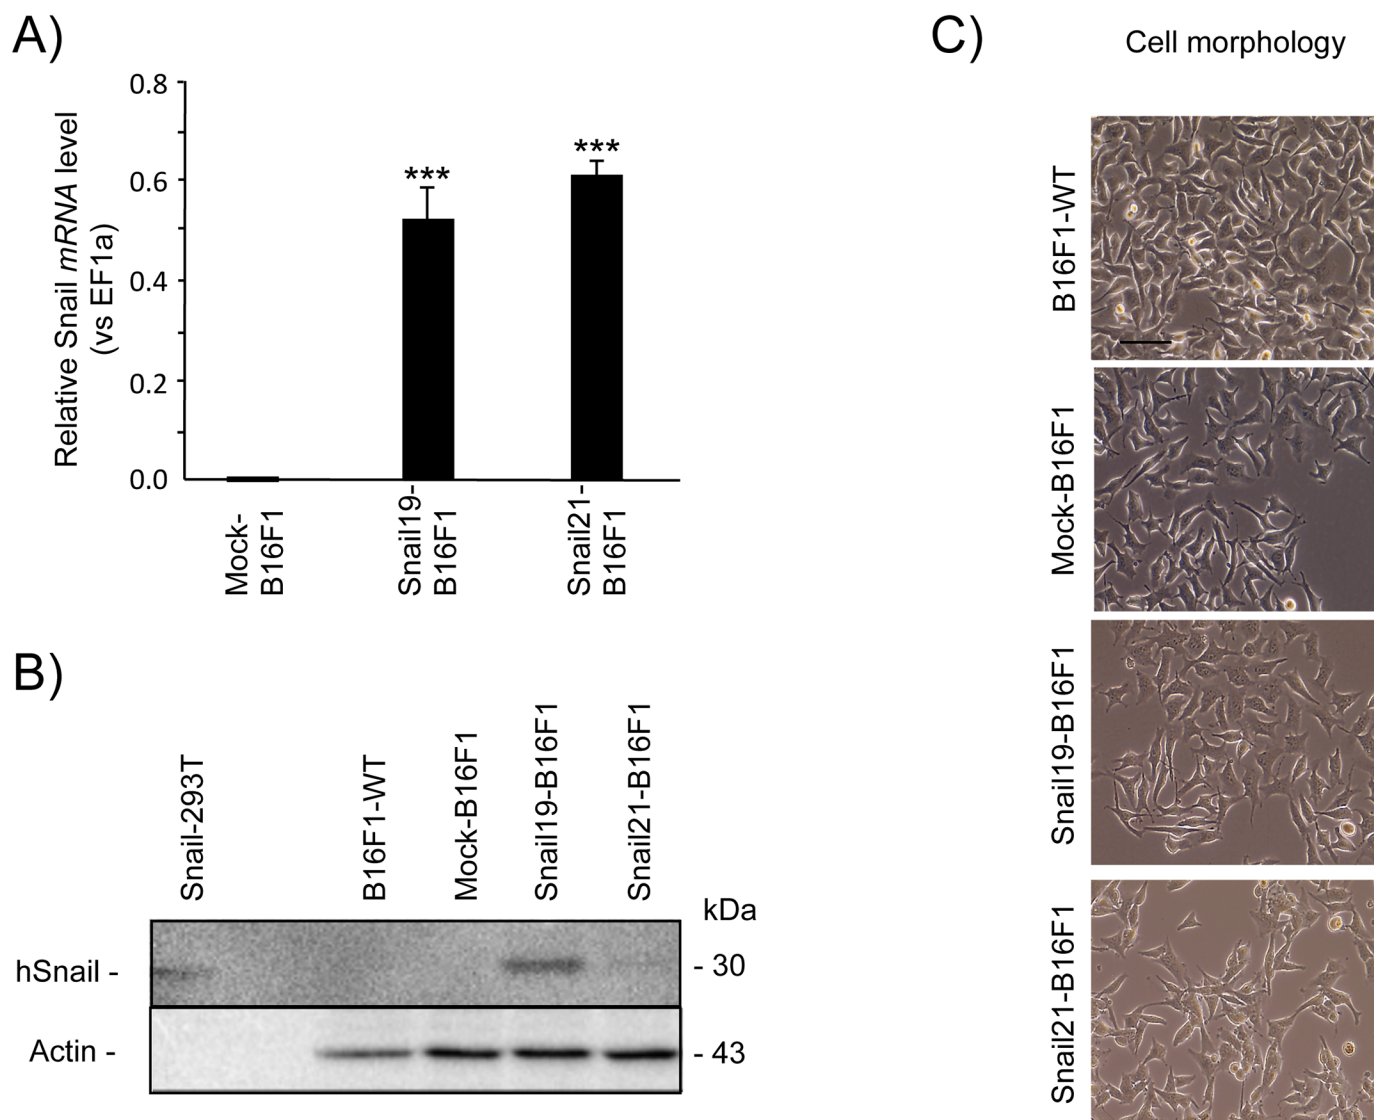 A)
Relative Snail mRNA level
(vs EF1a)
0.8
0.6
0.4
0.2
0.0
***
***
Mock-
B16F1
Snail19-
B16F1
Snail21-
B16F1
B)
Snail-293T
B16F1-WT
Mock-B16F1
Snail19-B16F1
Snail21-B16F1
kDa
hSnail -
- 30
Actin -
- 43
C)
Cell morphology
B16F1-WT
Mock-B16F1
Snail19-B16F1
Snail21-B16F1